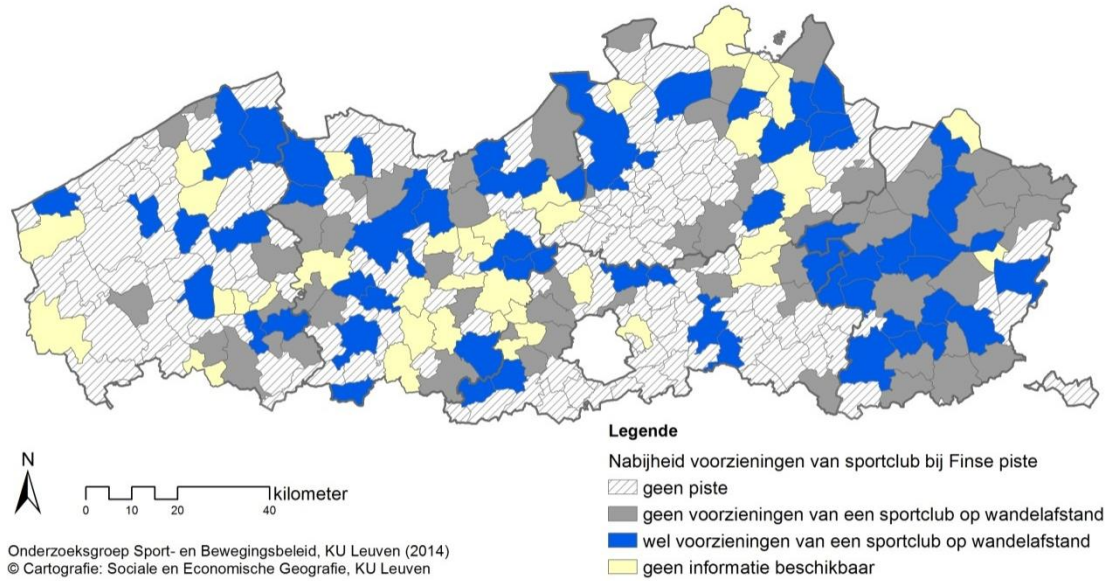 Legende
Nabijheid voorzieningen van sportclub bij Finse piste
geen piste
geen voorzieningen van een sportclub op wandelafstand
wel voorzieningen van een sportclub op wandelafstand
geen informatie beschikbaar
N
kilometer
0 10 20 40
Onderzoeksgroep Sport- en Bewegingsbeleid, KU Leuven (2014)
© Cartografie: Sociale en Economische Geografie, KU Leuven